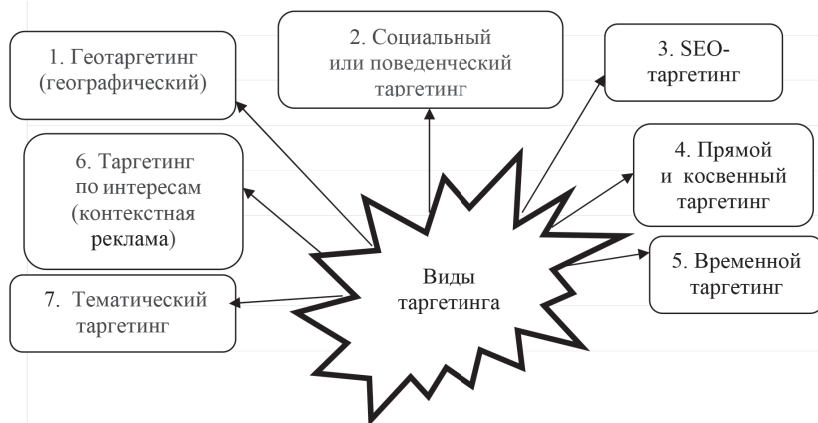 1. Геотаргетинг
(географический)
2. Социальный
или поведенческий
таргетинг
3. SEO-
таргетинг
4. Прямой
и косвенный
таргетинг
5. Временной
таргетинг
6. Таргетинг
по интересам
(контекстная
реклама)
7. Тематический
таргетинг
Виды
таргетинга